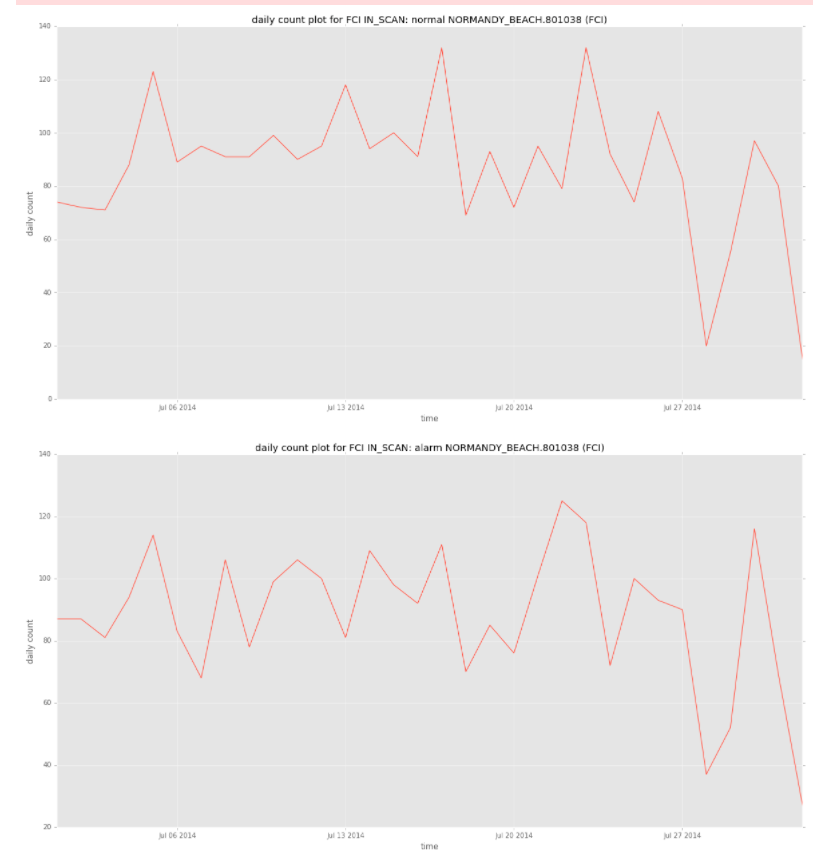 daily count plot for FCI IN_SCAN: normal NORMANDY_BEACH.801038 (FCI)
140
120
100
80
60
40
20
0
daily count
Jul 06 2014 Jul 13 2014 Jul 20 2014 Jul 27 2014
time
daily count plot for FCI IN_SCAN: alarm NORMANDY_BEACH.801038 (FCI)
140
120
100
80
60
40
20
daily count
Jul 06 2014 Jul 13 2014 Jul 20 2014 Jul 27 2014
time